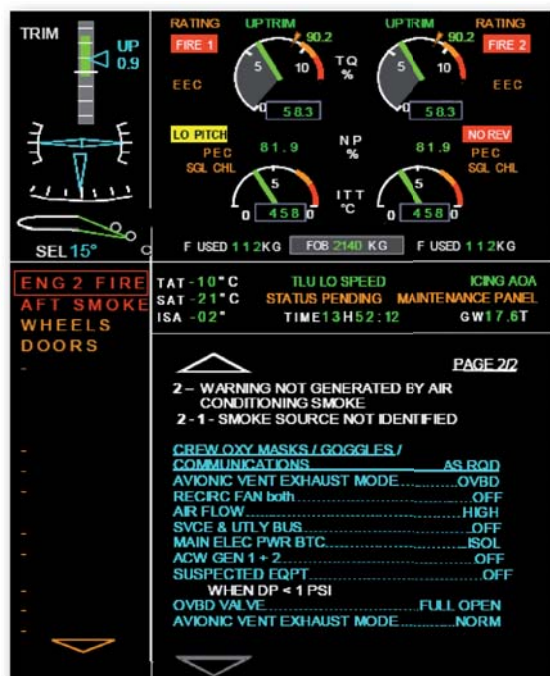 TRIM
UP
0.9
SEL 15°
RATING UPTRIM 90.2 UPTRIM 90.2 RATING
FIRE 1 5 10 TQ % 5 10 FIRE 2
EEC EEC
0 58.3 0 58.3
LO PITCH 81.9 NP % 81.9 NO REV
PEC PEC
SGL CHL SGL CHL
5 ITT °C 5
0 458 0 0 458 0
F USED 112KG FOB 2140 KG F USED 112KG
ENG 2 FIRE
AFT SMOKE
WHEELS
DOORS
TAT -10°C TLU LO SPEED ICING AOA
SAT -21°C STATUS PENDING MAINTENANCE PANEL
ISA -02° TIME 13H52:12 GW17.6T
PAGE 2/2
2 – WARNING NOT GENERATED BY AIR
CONDITIONING SMOKE
2 - 1 - SMOKE SOURCE NOT IDENTIFIED
CREW OXY MASKS / GOGGLES /
COMMUNICATIONS AS RQD
AVIONIC VENT EXHAUST MODE....OVBD
RECIRC FAN both....OFF
AIR FLOW....HIGH
SVCE & UTLY BUS....OFF
MAIN ELEC PWR BTC....ISOL
ACW GEN 1 + 2....OFF
SUSPECTED EQPT....OFF
WHEN DP < 1 PSI
OVBD VALVE....FULL OPEN
AVIONIC VENT EXHAUST MODE....NORM